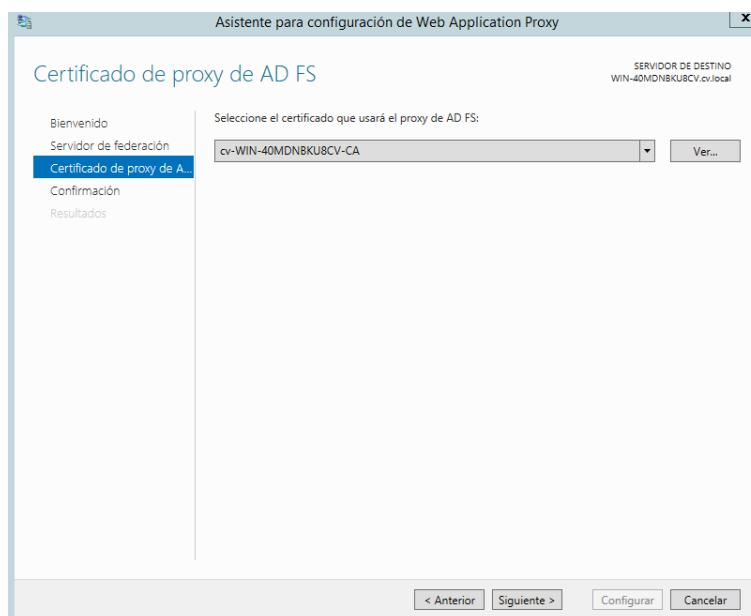 Asistente para configuración de Web Application Proxy
x
Certificado de proxy de AD FS
SERVIDOR DE DESTINO
WIN-40MDNBKU8CV.cv.local
Bienvenido
Servidor de federación
Certificado de proxy de A...
Confirmación
Resultados
Seleccione el certificado que usará el proxy de AD FS:
cv-WIN-40MDNBKU8CV-CA
Ver...
< Anterior
Siguiente >
Configurar
Cancelar